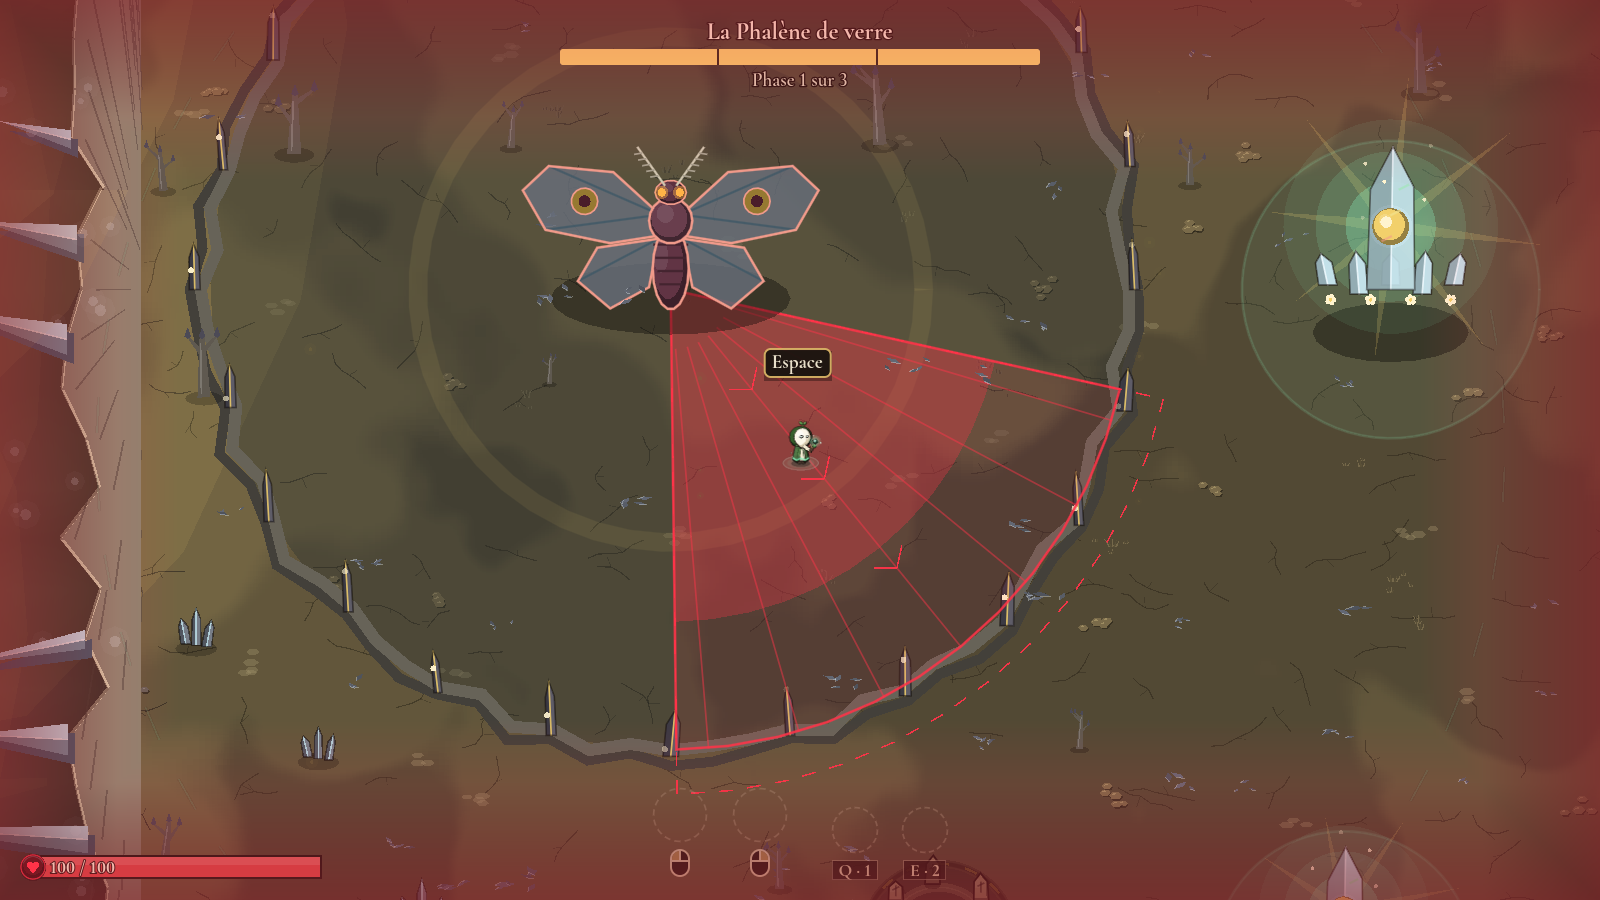 La Phalène de verre
Phase 1 sur 3
Espace
100 / 100
Q · 1
E · 2